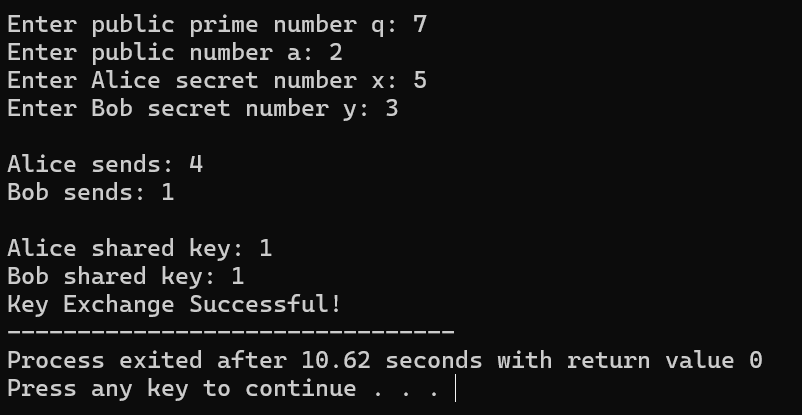 Enter public prime number q: 7
Enter public number a: 2
Enter Alice secret number x: 5
Enter Bob secret number y: 3
Alice sends: 4
Bob sends: 1
Alice shared key: 1
Bob shared key: 1
Key Exchange Successful!
--------------------------------
Process exited after 10.62 seconds with return value 0
Press any key to continue . . .